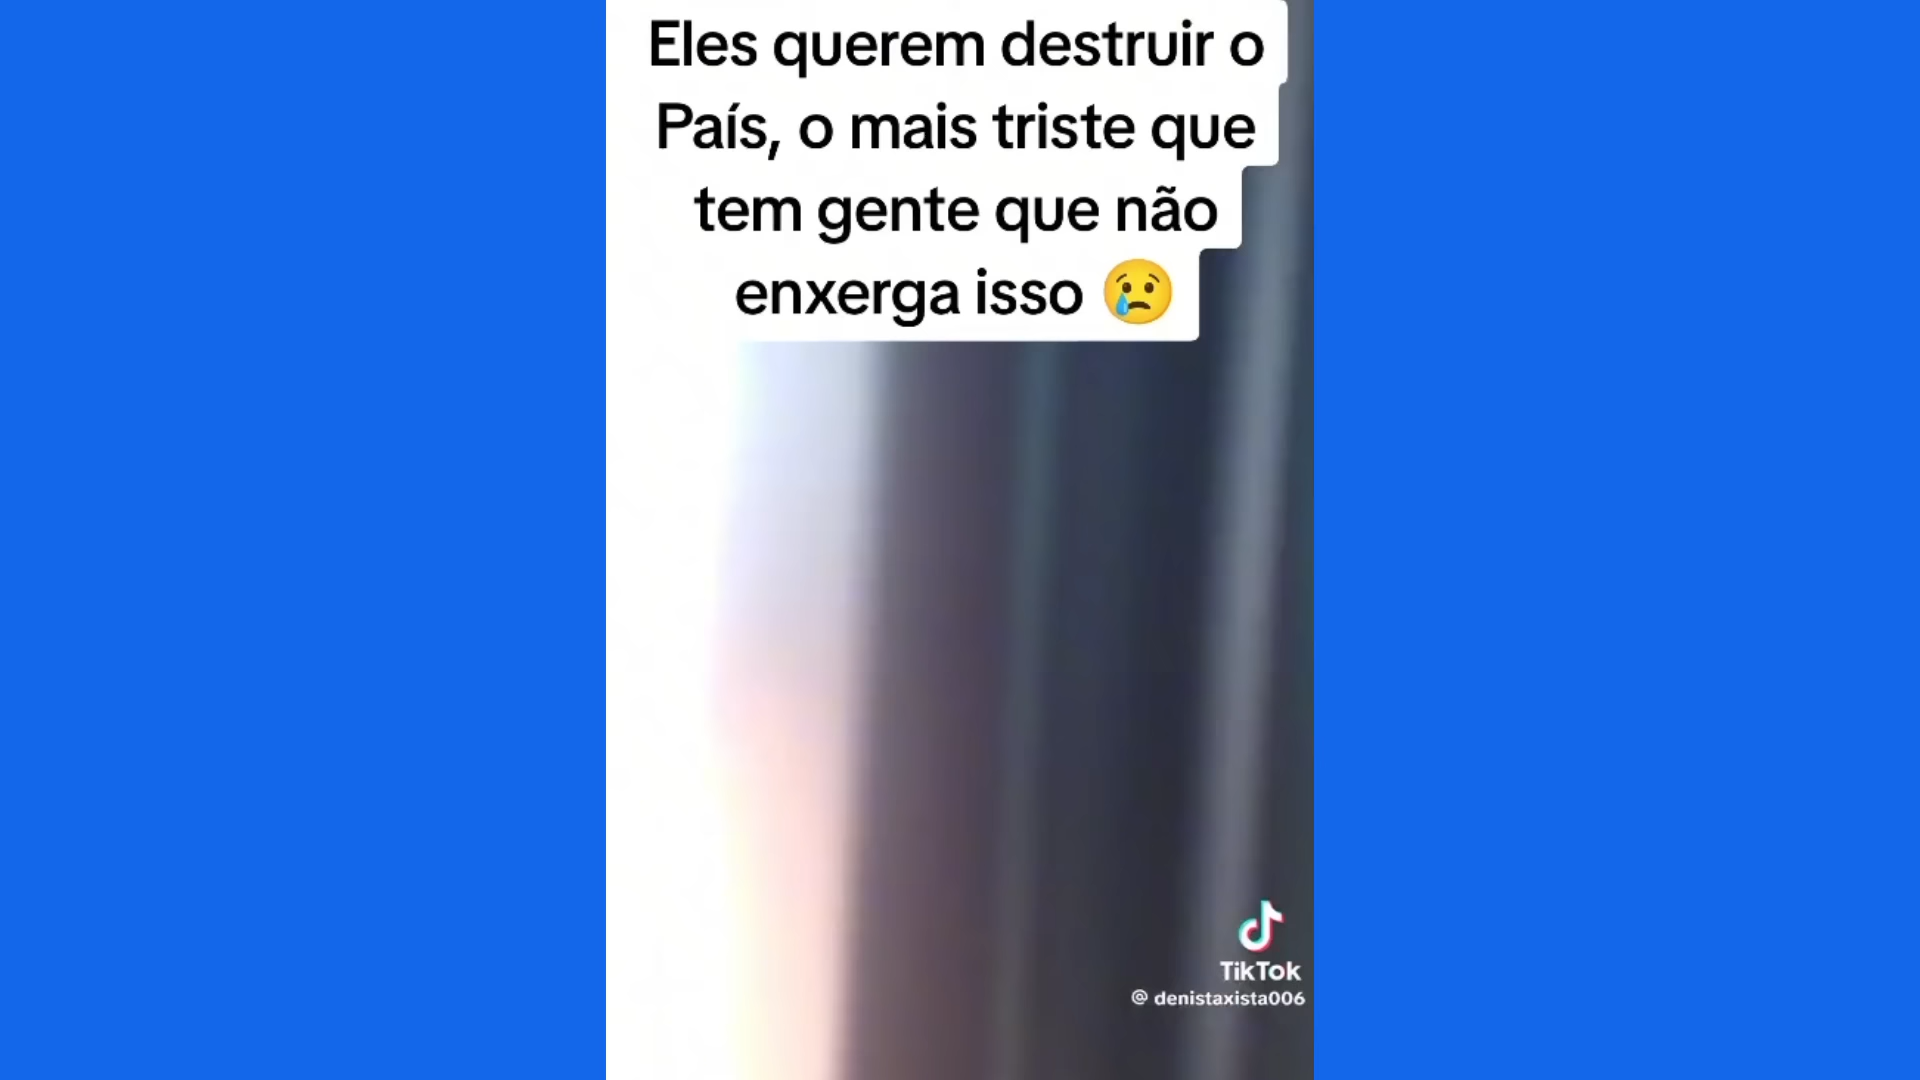 Eles querem destruir o
País, o mais triste que
tem gente que não
enxerga isso 😢
TikTok
@ denistaxista006